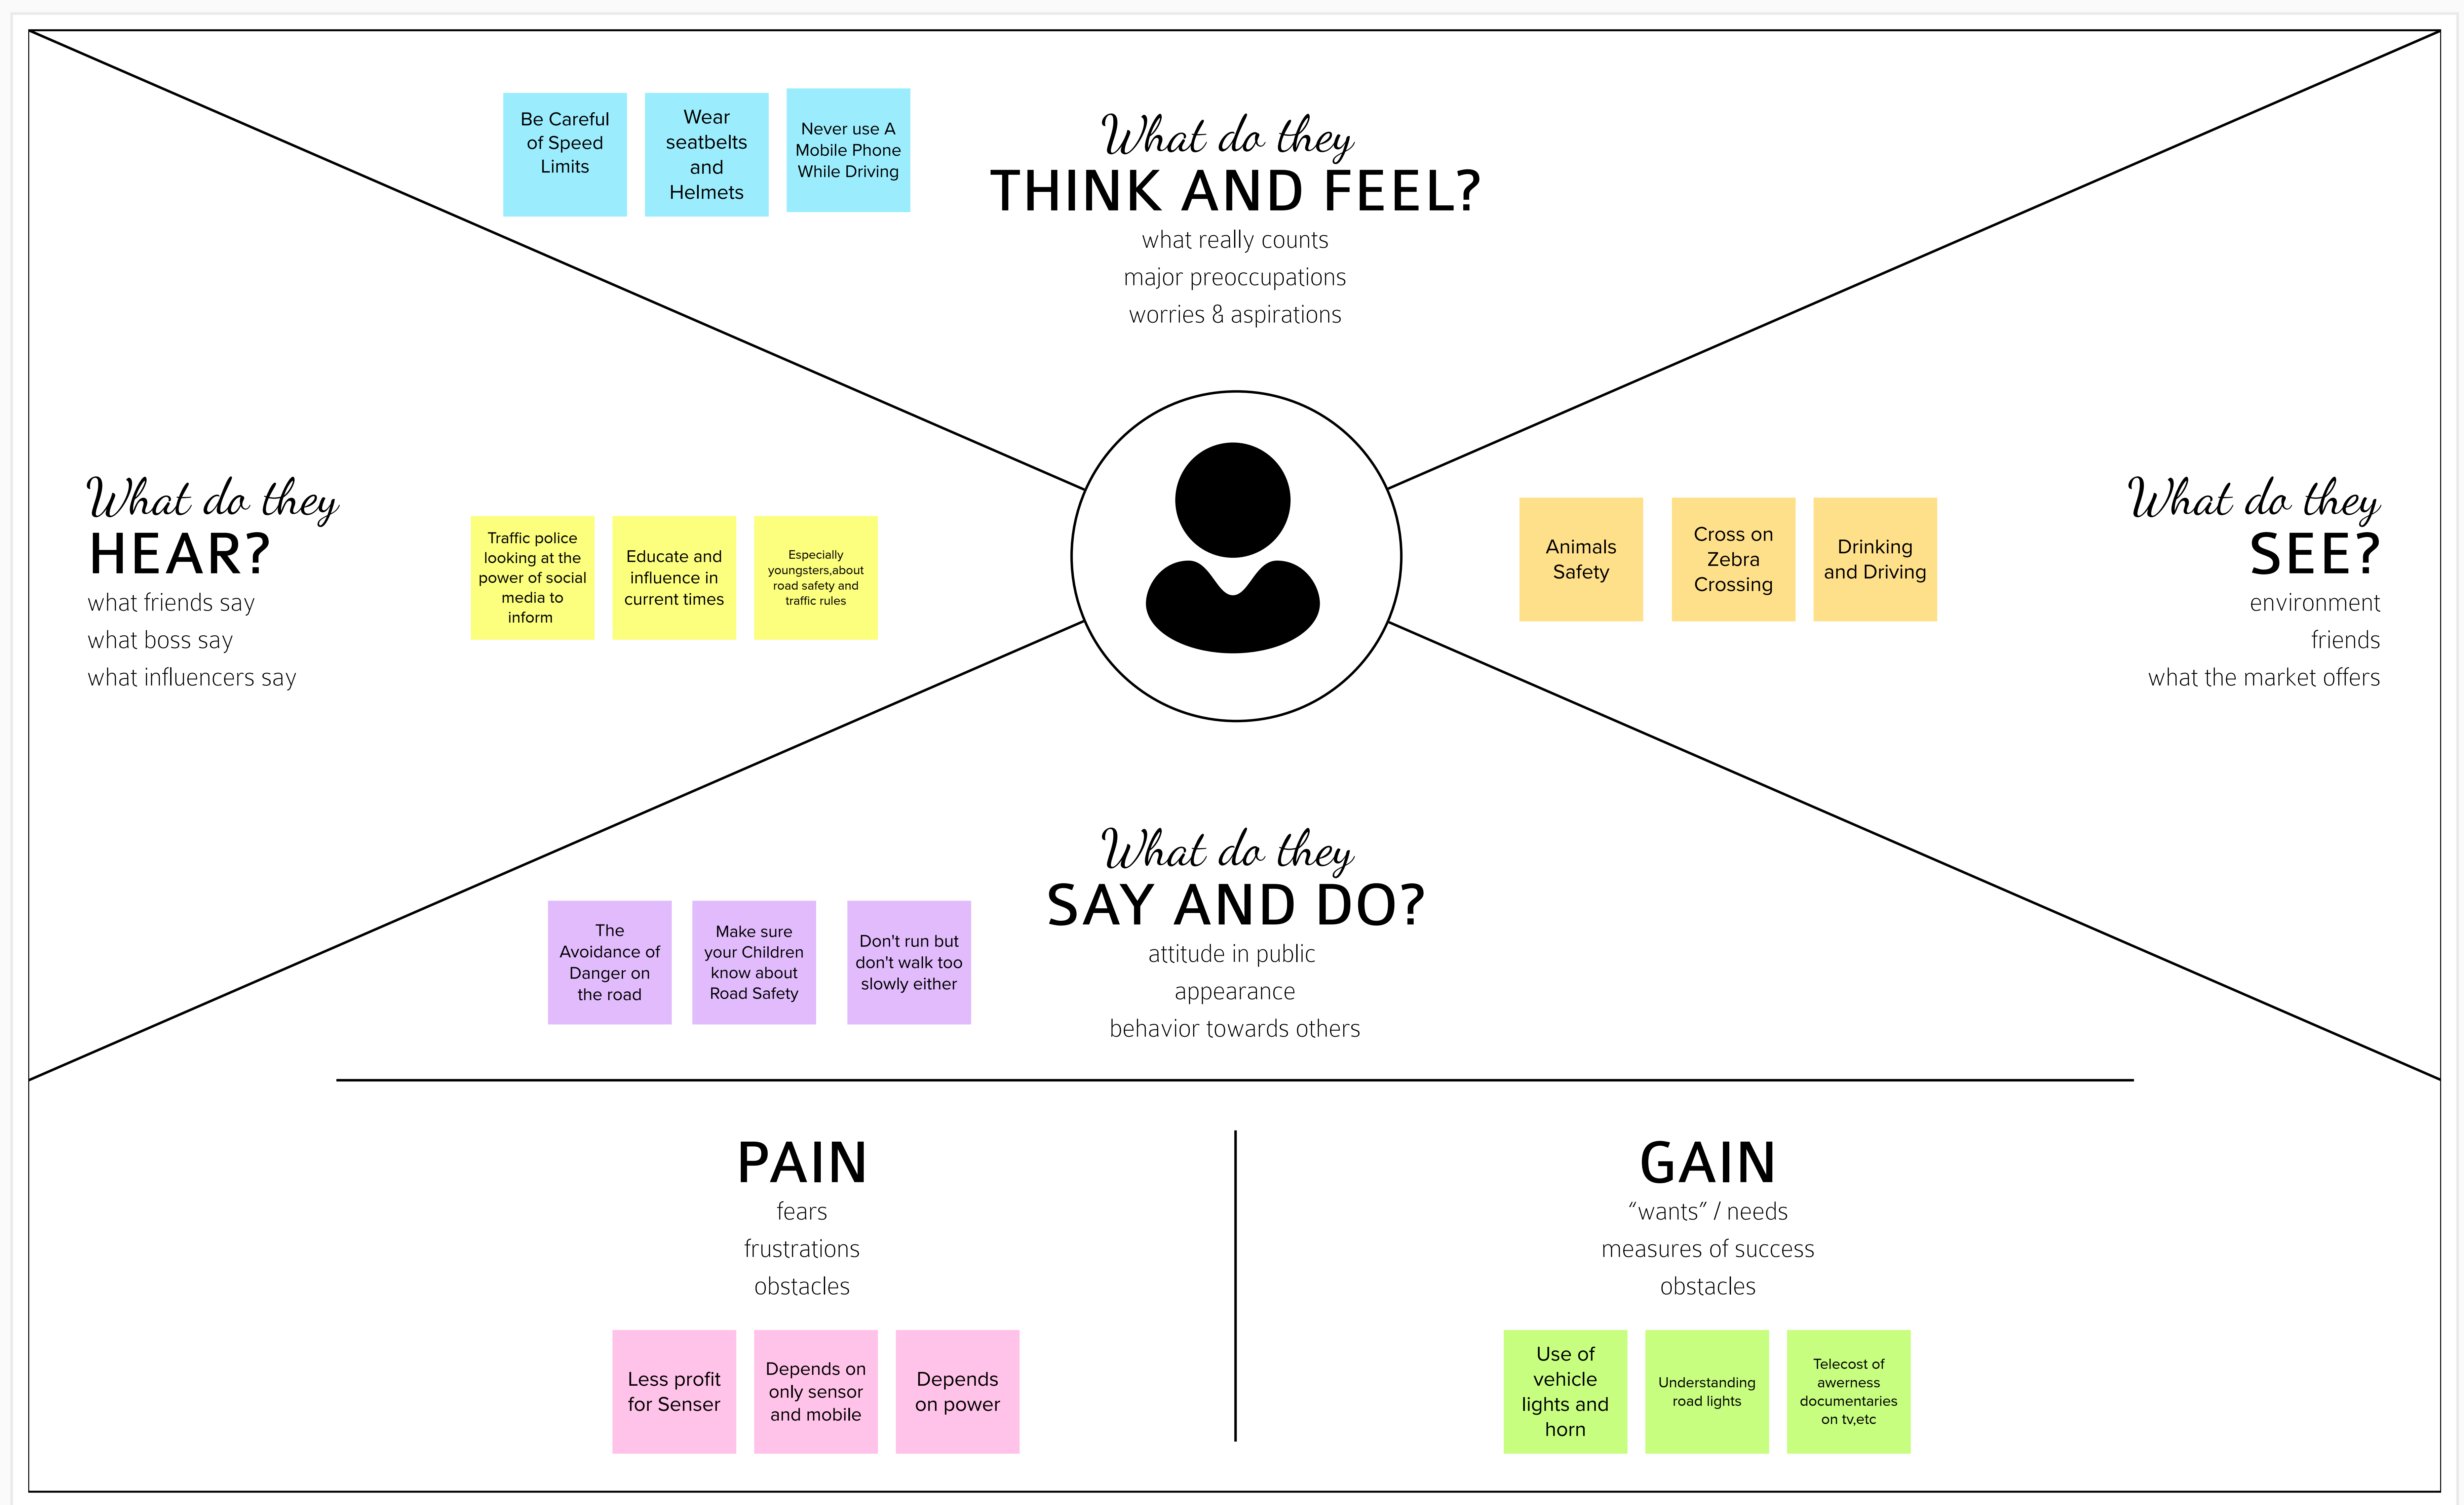 Be Careful
of Speed
Limits
Wear
seatbelts
and
Helmets
Never use A
Mobile Phone
While Driving
What do they
THINK AND FEEL?
what really counts
major preoccupations
worries & aspirations
What do they
HEAR?
what friends say
what boss say
what influencers say
Traffic police
looking at the
power of social
media to
inform
Educate and
influence in
current times
Especially
youngsters,about
road safety and
traffic rules
Animals
Safety
Cross on
Zebra
Crossing
Drinking
and Driving
What do they
SEE?
environment
friends
what the market offers
What do they
SAY AND DO?
attitude in public
appearance
behavior towards others
The
Avoidance of
Danger on
the road
Make sure
your Children
know about
Road Safety
Don't run but
don't walk too
slowly either
PAIN
fears
frustrations
obstacles
Less profit
for Senser
Depends on
only sensor
and mobile
Depends
on power
GAIN
“wants” / needs
measures of success
obstacles
Use of
vehicle
lights and
horn
Understanding
road lights
Telecost of
awerness
documentaries
on tv,etc